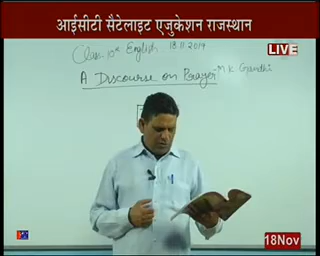 आईसीटी सैटेलाइट एजुकेशन राजस्थान
LIVE
Class-10th English 18.11.2019
A Discourse on Prayer - M.K Gandhi
18Nov